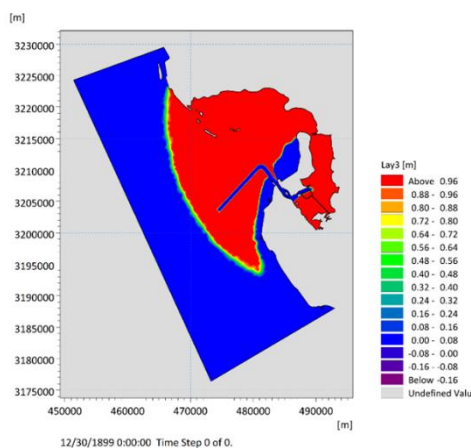 [m]
3230000
3225000
3220000
3215000
3210000
3205000
3200000
3195000
3190000
3185000
3180000
3175000
450000 460000 470000 480000 490000
[m]
12/30/1899 0:00:00 Time Step 0 of 0.
Lay3 [m]
Above 0.96
0.88 - 0.96
0.80 - 0.88
0.72 - 0.80
0.64 - 0.72
0.56 - 0.64
0.48 - 0.56
0.40 - 0.48
0.32 - 0.40
0.24 - 0.32
0.16 - 0.24
0.08 - 0.16
0.00 - 0.08
-0.08 - 0.00
-0.16 - -0.08
Below -0.16
Undefined Value